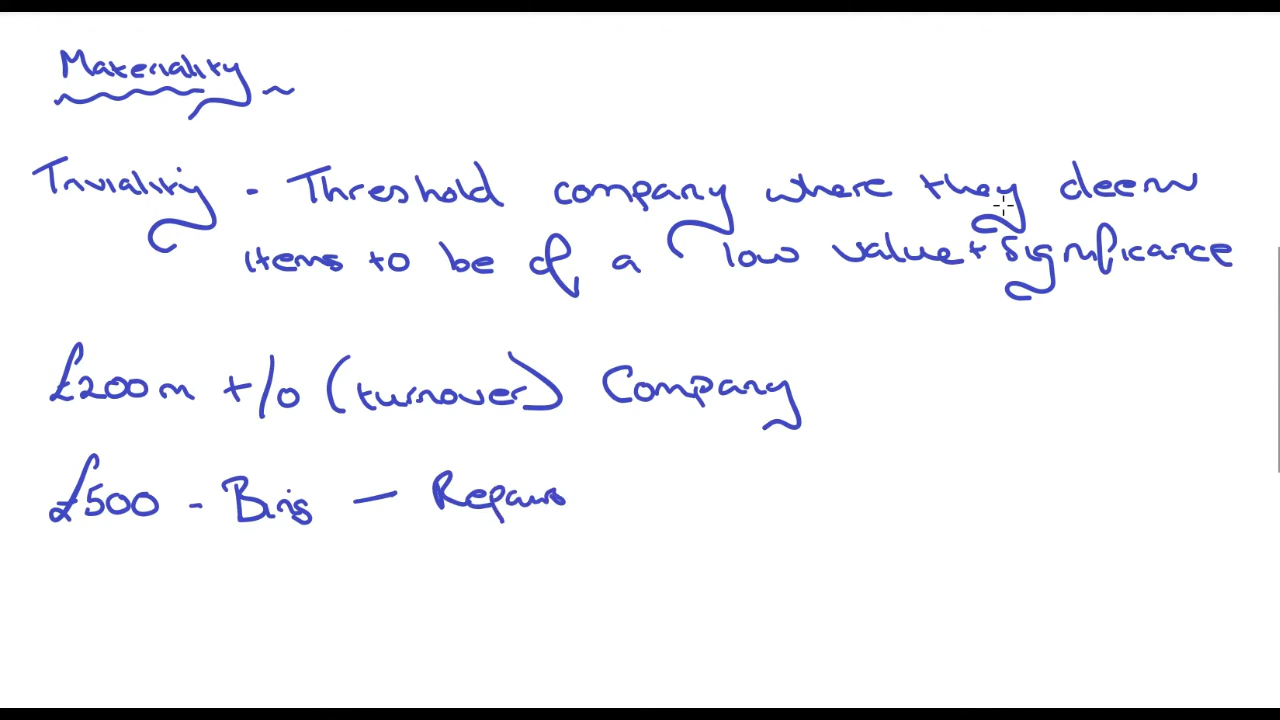 Materiality
Triviality - Threshold company where they deem
items to be of a low value + significance
£200m t/o (turnover) Company
£500 - Bins - Repairs